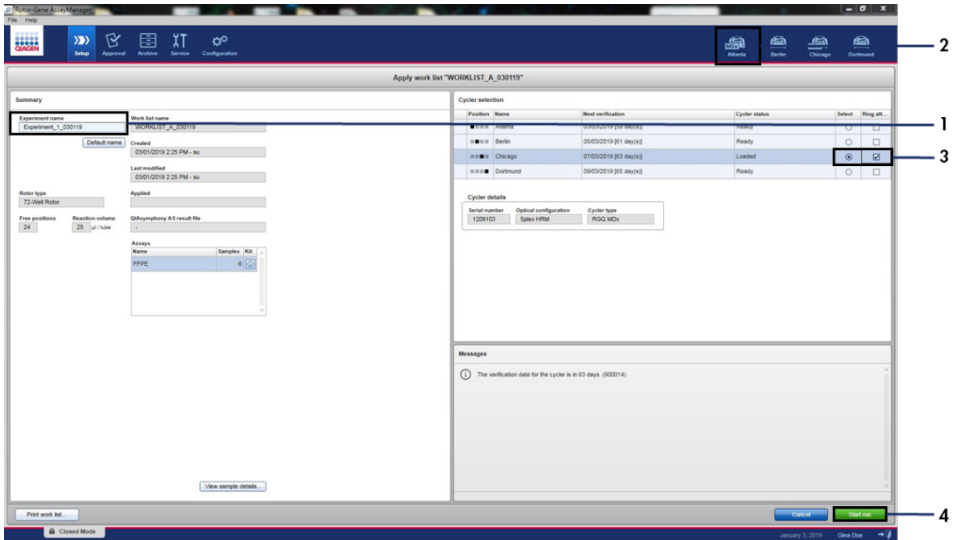 Rotor-Gene AssayManager
File Help
QIAGEN
Setup Approval Archive Service Configuration
Atlanta Berlin Chicago Dortmund
2
Apply work list "WORKLIST_A_030119"
Summary
Experiment name Work list name
Experiment_1_030119 WORKLIST_A_030119
1
Default name Created
03/01/2019 2:25 PM - su
Last modified
03/01/2019 2:25 PM - su
Rotor type Applied
72-Well Rotor
Free positions Reaction volume QIAsymphony AS result file
24 25 µl / tube -
Assays
Name Samples Kit
FFPE 6
View sample details...
Cycler selection
Position Name Next verification Cycler status Select Ring att...
Atlanta 03/03/2019 [59 day(s)] Ready
Berlin 05/03/2019 [61 day(s)] Ready
Chicago 07/03/2019 [63 day(s)] Loaded
3
Dortmund 09/03/2019 [65 day(s)] Ready
Cycler details
Serial number Optical configuration Cycler type
1209103 5plex HRM RGQ MDx
Messages
The verification date for the cycler is in 63 days. (900014)
Print work list... Cancel Start run
4
Closed Mode January 3, 2019 Gina Doe